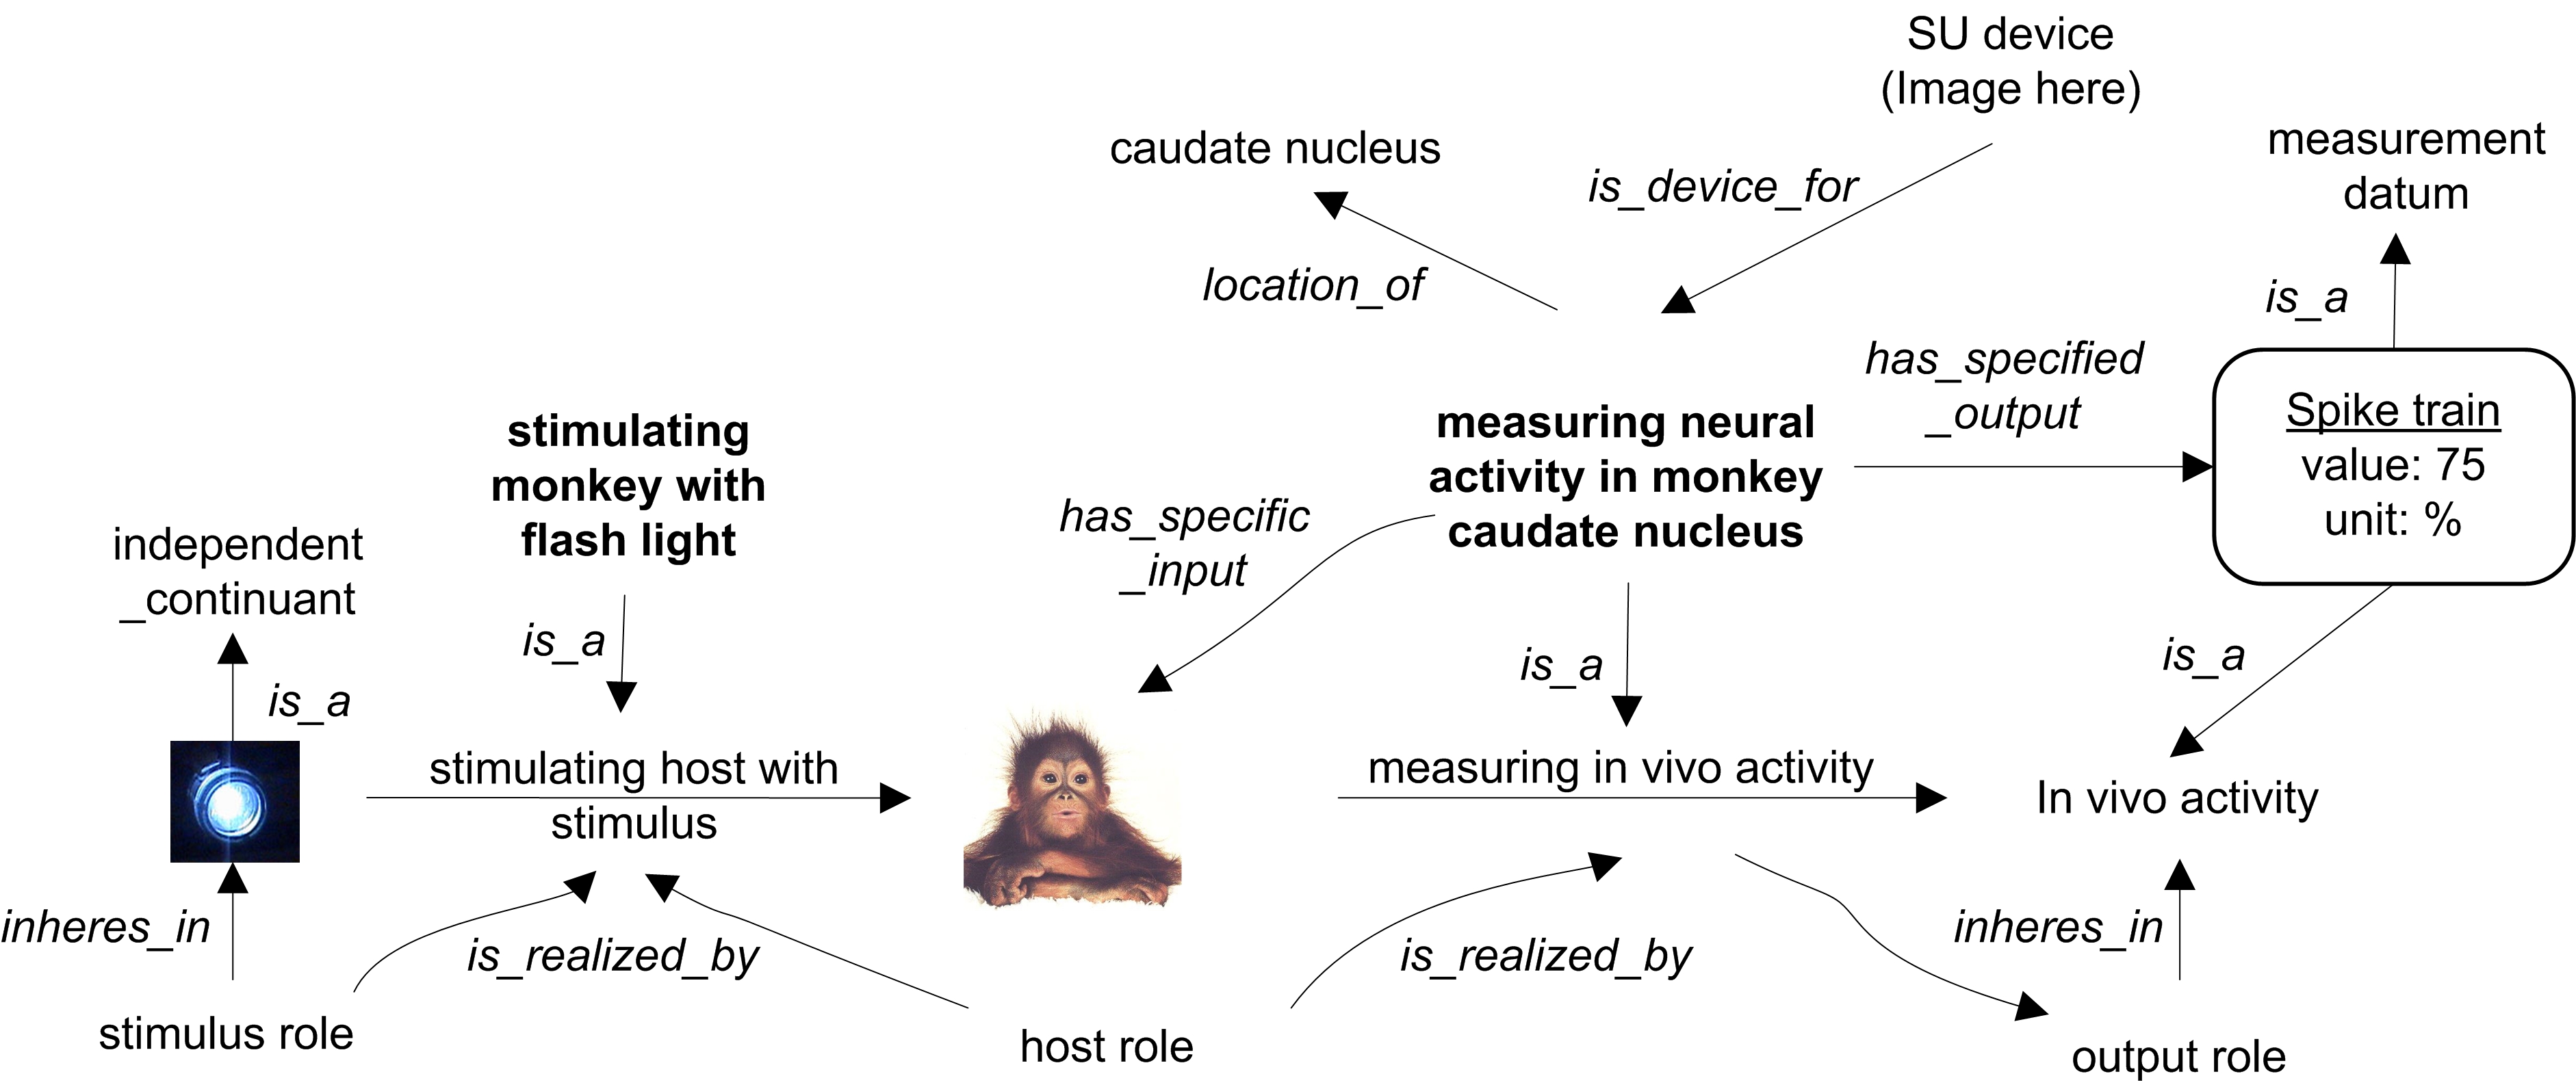 SU device
(Image here)
caudate nucleus
measurement
datum
is_device_for
location_of
is_a
has_specified
_output
Spike train
value: 75
unit: %
stimulating
monkey with
flash light
measuring neural
activity in monkey
caudate nucleus
has_specific
_input
independent
_continuant
is_a
is_a
is_a
is_a
stimulating host with
stimulus
measuring in vivo activity
In vivo activity
inheres_in
is_realized_by
is_realized_by
inheres_in
stimulus role
host role
output role